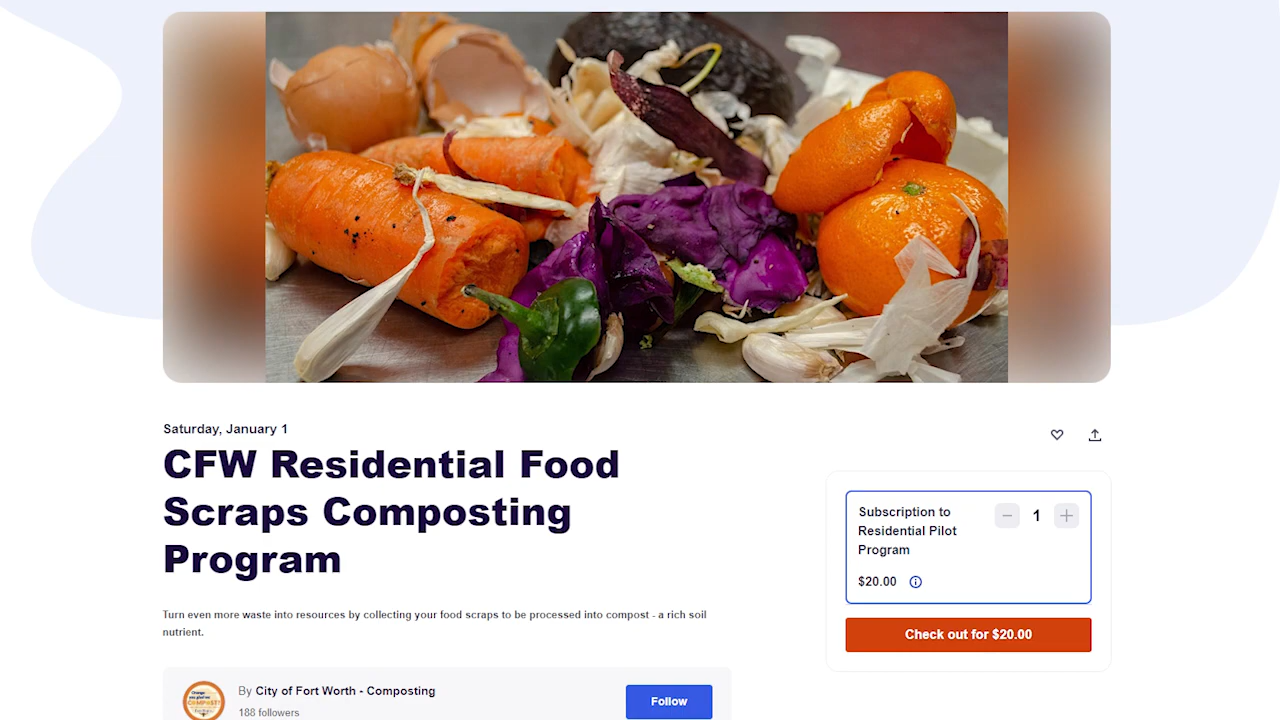 Saturday, January 1
CFW Residential Food
Scraps Composting
Program
Turn even more waste into resources by collecting your food scraps to be processed into compost - a rich soil
nutrient.
By City of Fort Worth - Composting
188 followers
Follow
Subscription to
Residential Pilot
Program
1
$20.00
Check out for $20.00
COMPOST